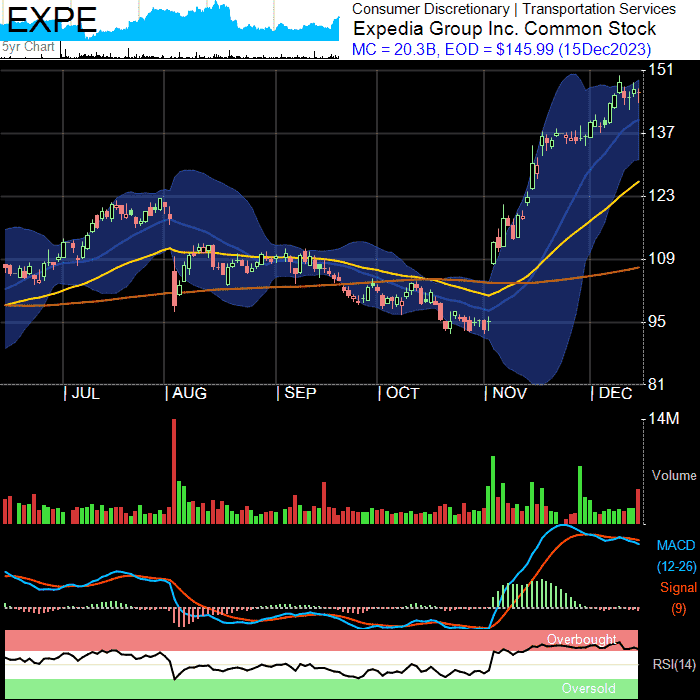 EXPE
5yr Chart
Consumer Discretionary | Transportation Services
Expedia Group Inc. Common Stock
MC = 20.3B, EOD = $145.99 (15Dec2023)
151
137
123
109
95
81
| JUL | AUG | SEP | OCT | NOV | DEC
14M
Volume
MACD
(12-26)
Signal
(9)
Overbought
RSI(14)
Oversold